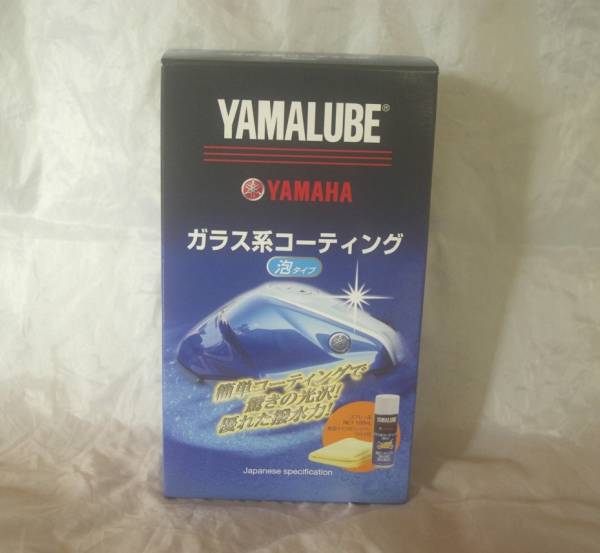 YAMALUBE®
YAMAHA
ガラス系コーティング
泡タイプ
簡単コーティングで
驚きの光沢!
優れた撥水力!
YAMALUBE
Japanese specification